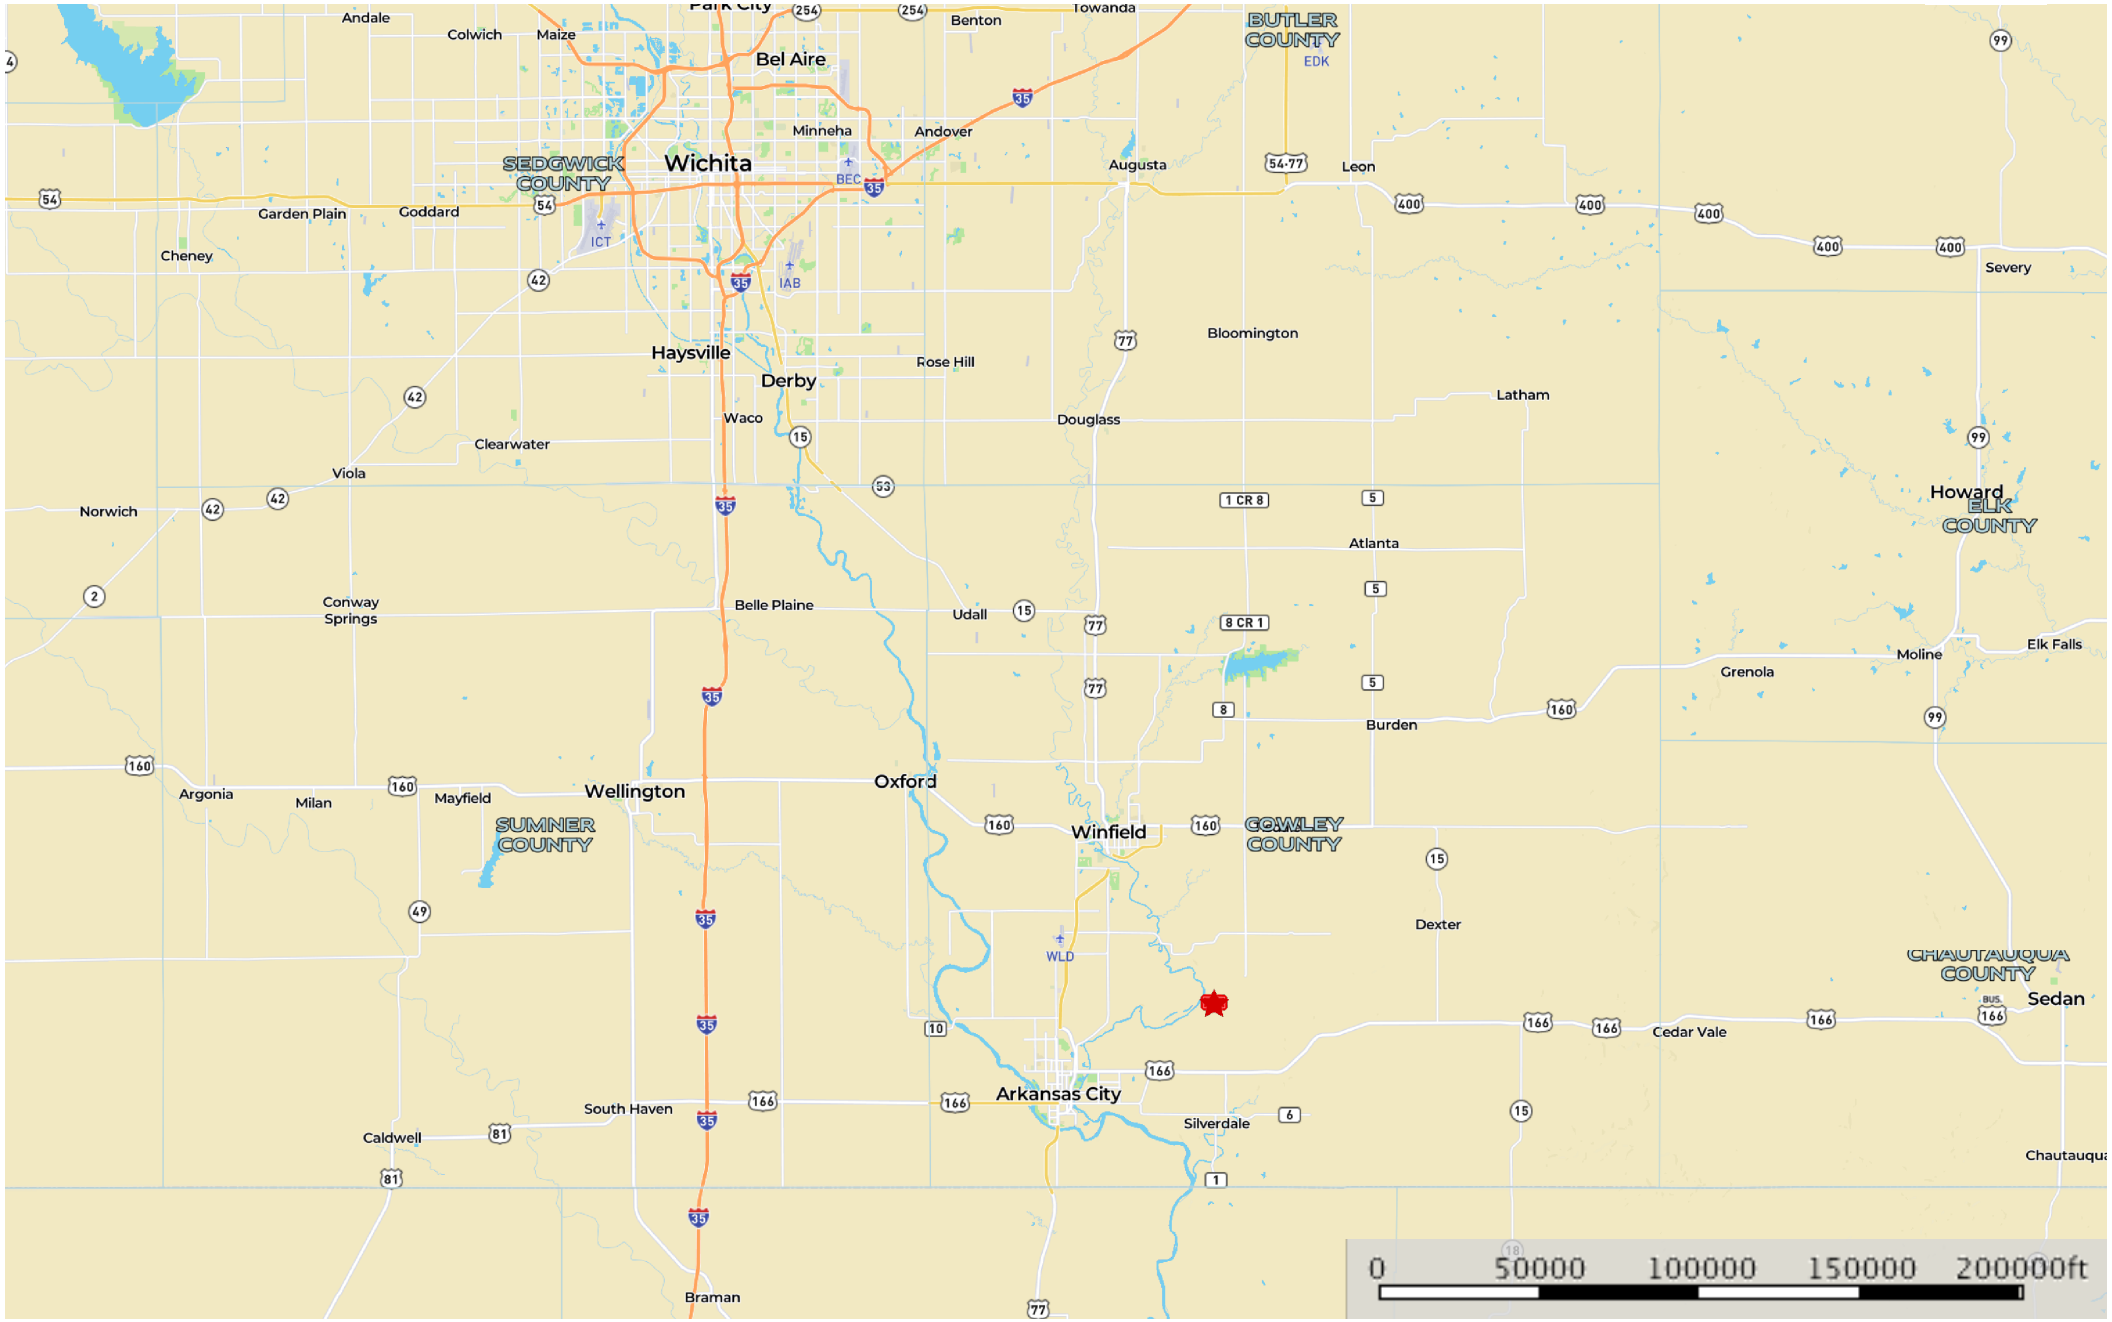 Park City
254
254
Towanda
Andale
Benton
BUTLER
COUNTY
Colwich
Maize
99
4
Bel Aire
EDK
35
Minneha
Andover
SEDGWICK
COUNTY
Wichita
BEC
35
Augusta
54-77
Leon
54
54
Garden Plain
Goddard
400
400
400
400
400
ICT
Cheney
42
35
IAB
Severy
77
Bloomington
Haysville
Rose Hill
Derby
42
Latham
Waco
Douglass
15
99
Clearwater
Viola
53
Howard
42
42
Norwich
35
1 CR 8
5
ELK
COUNTY
Atlanta
2
5
Conway
Springs
Belle Plaine
Udall
15
77
8 CR 1
Moline
Elk Falls
Grenola
35
77
5
8
160
Burden
99
160
Argonia
Milan
160
Mayfield
Wellington
Oxford
SUMNER
COUNTY
160
Winfield
160
COWLEY
COUNTY
15
49
35
Dexter
WLD
CHAUTAUQUA
COUNTY
Sedan
BUS.
166
35
10
166
166
Cedar Vale
166
166
Arkansas City
South Haven
166
166
35
Silverdale
6
15
Caldwell
81
81
1
Chautauqua
35
18
Braman
77
0 50000 100000 150000 200000ft